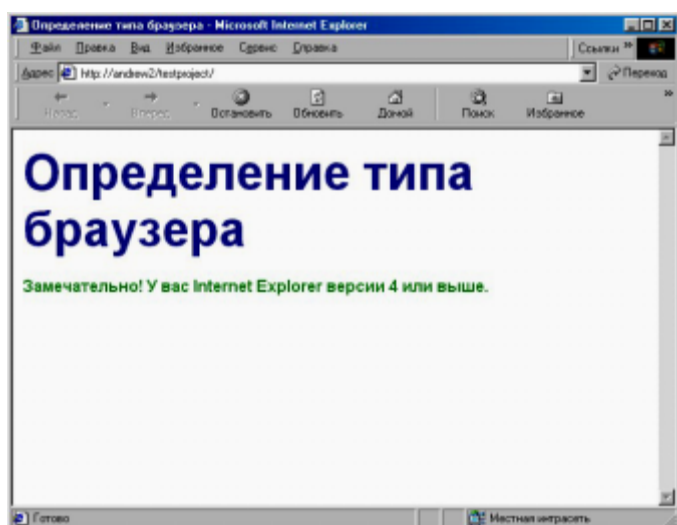 Определение типа браузера - Microsoft Internet Explorer
Файл Правка Вид Избранное Сервис Справка Ссылки »
Адрес http://andrew2/testproject/ Переход
Назад Вперед Остановить Обновить Домой Поиск Избранное »
Определение типа
браузера
Замечательно! У вас Internet Explorer версии 4 или выше.
Готово Местная интрасеть